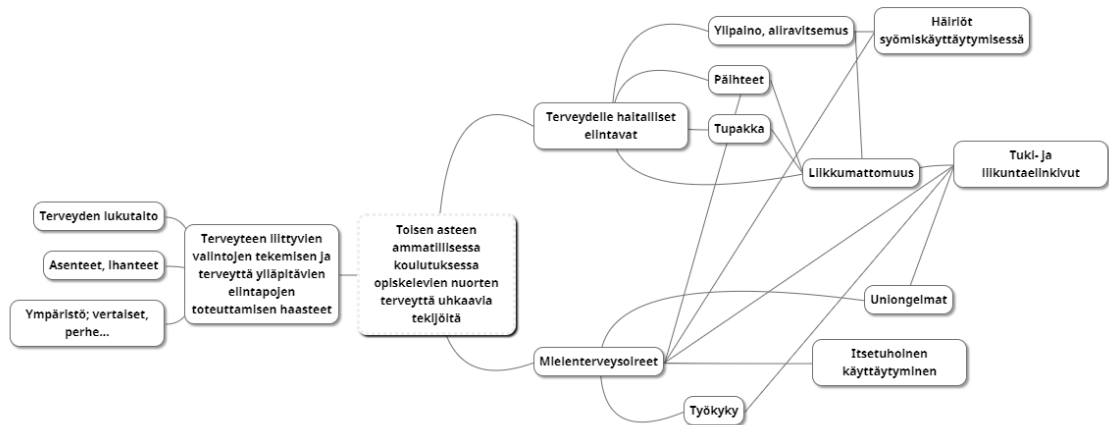 Ylipaino, aliravitsemus
Häiriöt
syömiskäyttäytymisessä
Päihteet
Terveydelle haitalliset
elintavat
Tupakka
Liikkumattomuus
Tuki- ja
liikuntaelinkivut
Terveyden lukutaito
Asenteet, ihanteet
Ympäristö; vertaiset,
perhe...
Terveyteen liittyvien
valintojen tekemisen ja
terveyttä ylläpitävien
elintapojen
toteuttamisen haasteet
Toisen asteen
ammatillisessa
koulutuksessa
opiskelevien nuorten
terveyttä uhkaavia
tekijöitä
Uniongelmat
Mielenterveysoireet
Itsetuhoinen
käyttäytyminen
Työkyky